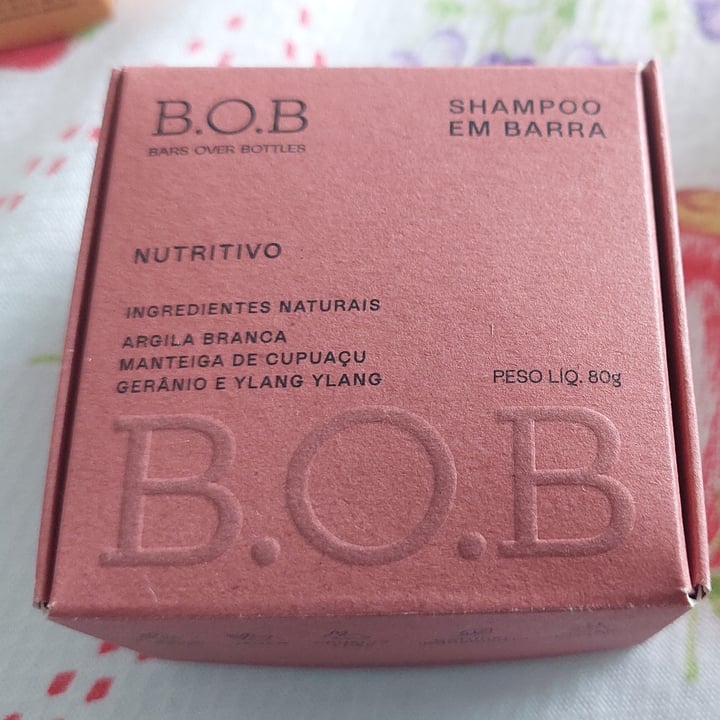 B.O.B
BARS OVER BOTTLES
SHAMPOO
EM BARRA
NUTRITIVO
INGREDIENTES NATURAIS
ARGILA BRANCA
MANTEIGA DE CUPUAÇU
GERÂNIO E YLANG YLANG
PESO LÍQ. 80g
B.O.B